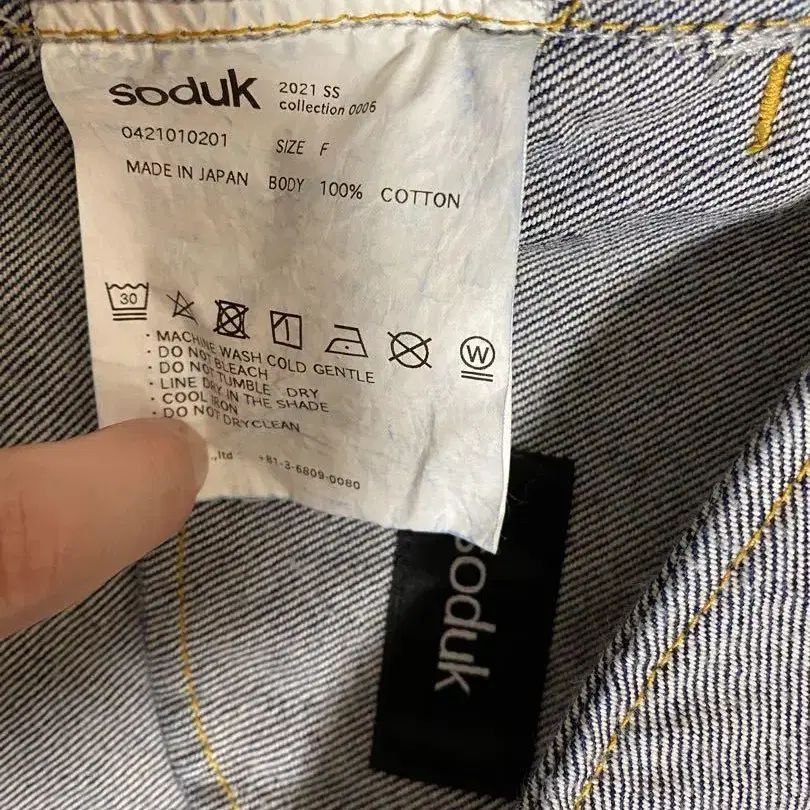 soduk 2021 SS
collection 0006
0421010201 SIZE F
MADE IN JAPAN BODY 100% COTTON
30
W
· MACHINE WASH COLD GENTLE
· DO NOT BLEACH
· DO NOT TUMBLE DRY
· LINE DRY IN THE SHADE
· COOL IRON
· DO NOT DRYCLEAN
.,ltd +81-3-6809-0080
soduk